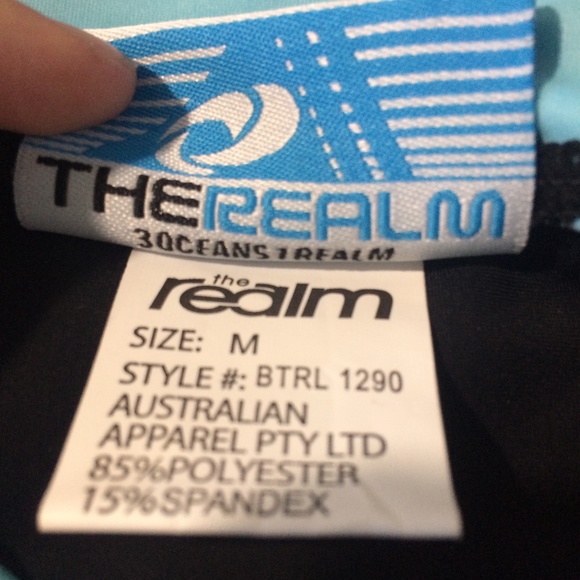 THEREALM
3OCEANS1REALM
the
realm
SIZE: M
STYLE #: BTRL 1290
AUSTRALIAN
APPAREL PTY LTD
85%POLYESTER
15%SPANDEX